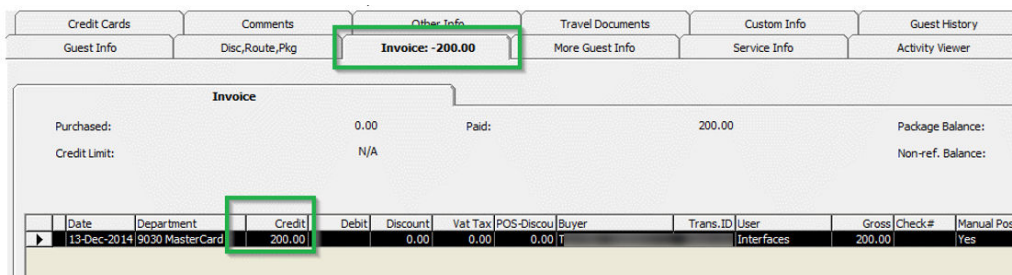 Credit Cards Comments Other Info Travel Documents Custom Info Guest History
Guest Info Disc,Route,Pkg Invoice: -200.00 More Guest Info Service Info Activity Viewer
Invoice
Purchased: 0.00 Paid: 200.00 Package Balance:
Credit Limit: N/A Non-ref. Balance:
Date Department Credit Debit Discount Vat Tax POS-Discou Buyer Trans.ID User Gross Check# Manual Pos
13-Dec-2014 9030 MasterCard 200.00 0.00 0.00 0.00 T Interfaces 200.00 Yes